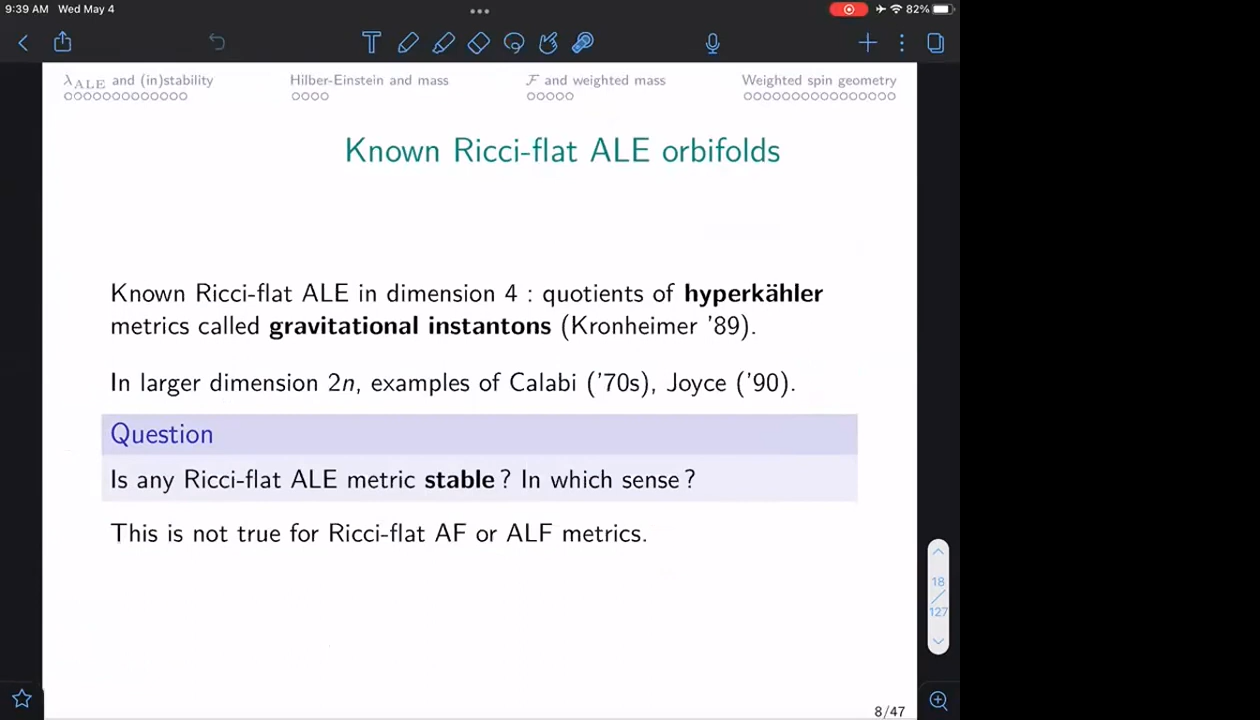 9:39 AM Wed May 4
82%
λALE and (in)stability
Hilber-Einstein and mass
ℱ and weighted mass
Weighted spin geometry
Known Ricci-flat ALE orbifolds
Known Ricci-flat ALE in dimension 4 : quotients of hyperkähler
metrics called gravitational instantons (Kronheimer '89).
In larger dimension 2n, examples of Calabi ('70s), Joyce ('90).
Question
Is any Ricci-flat ALE metric stable ? In which sense ?
This is not true for Ricci-flat AF or ALF metrics.
18
127
8/47